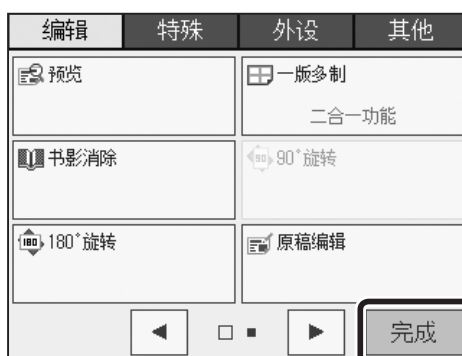 编辑 特殊 外设 其他
预览 一版多制
二合一功能
书影消除 90°旋转
180°旋转 原稿编辑
完成